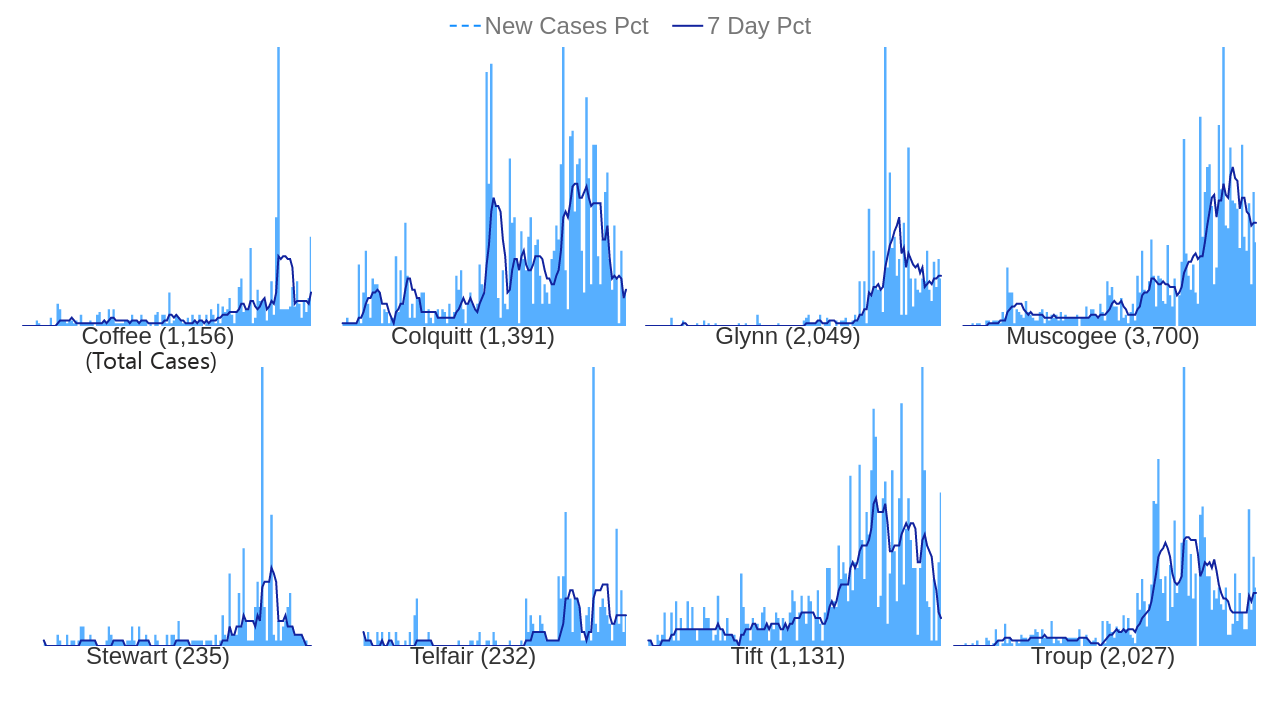 New Cases Pct 7 Day Pct
Coffee (1,156) Colquitt (1,391) Glynn (2,049) Muscogee (3,700)
(Total Cases)
Stewart (235) Telfair (232) Tift (1,131) Troup (2,027)